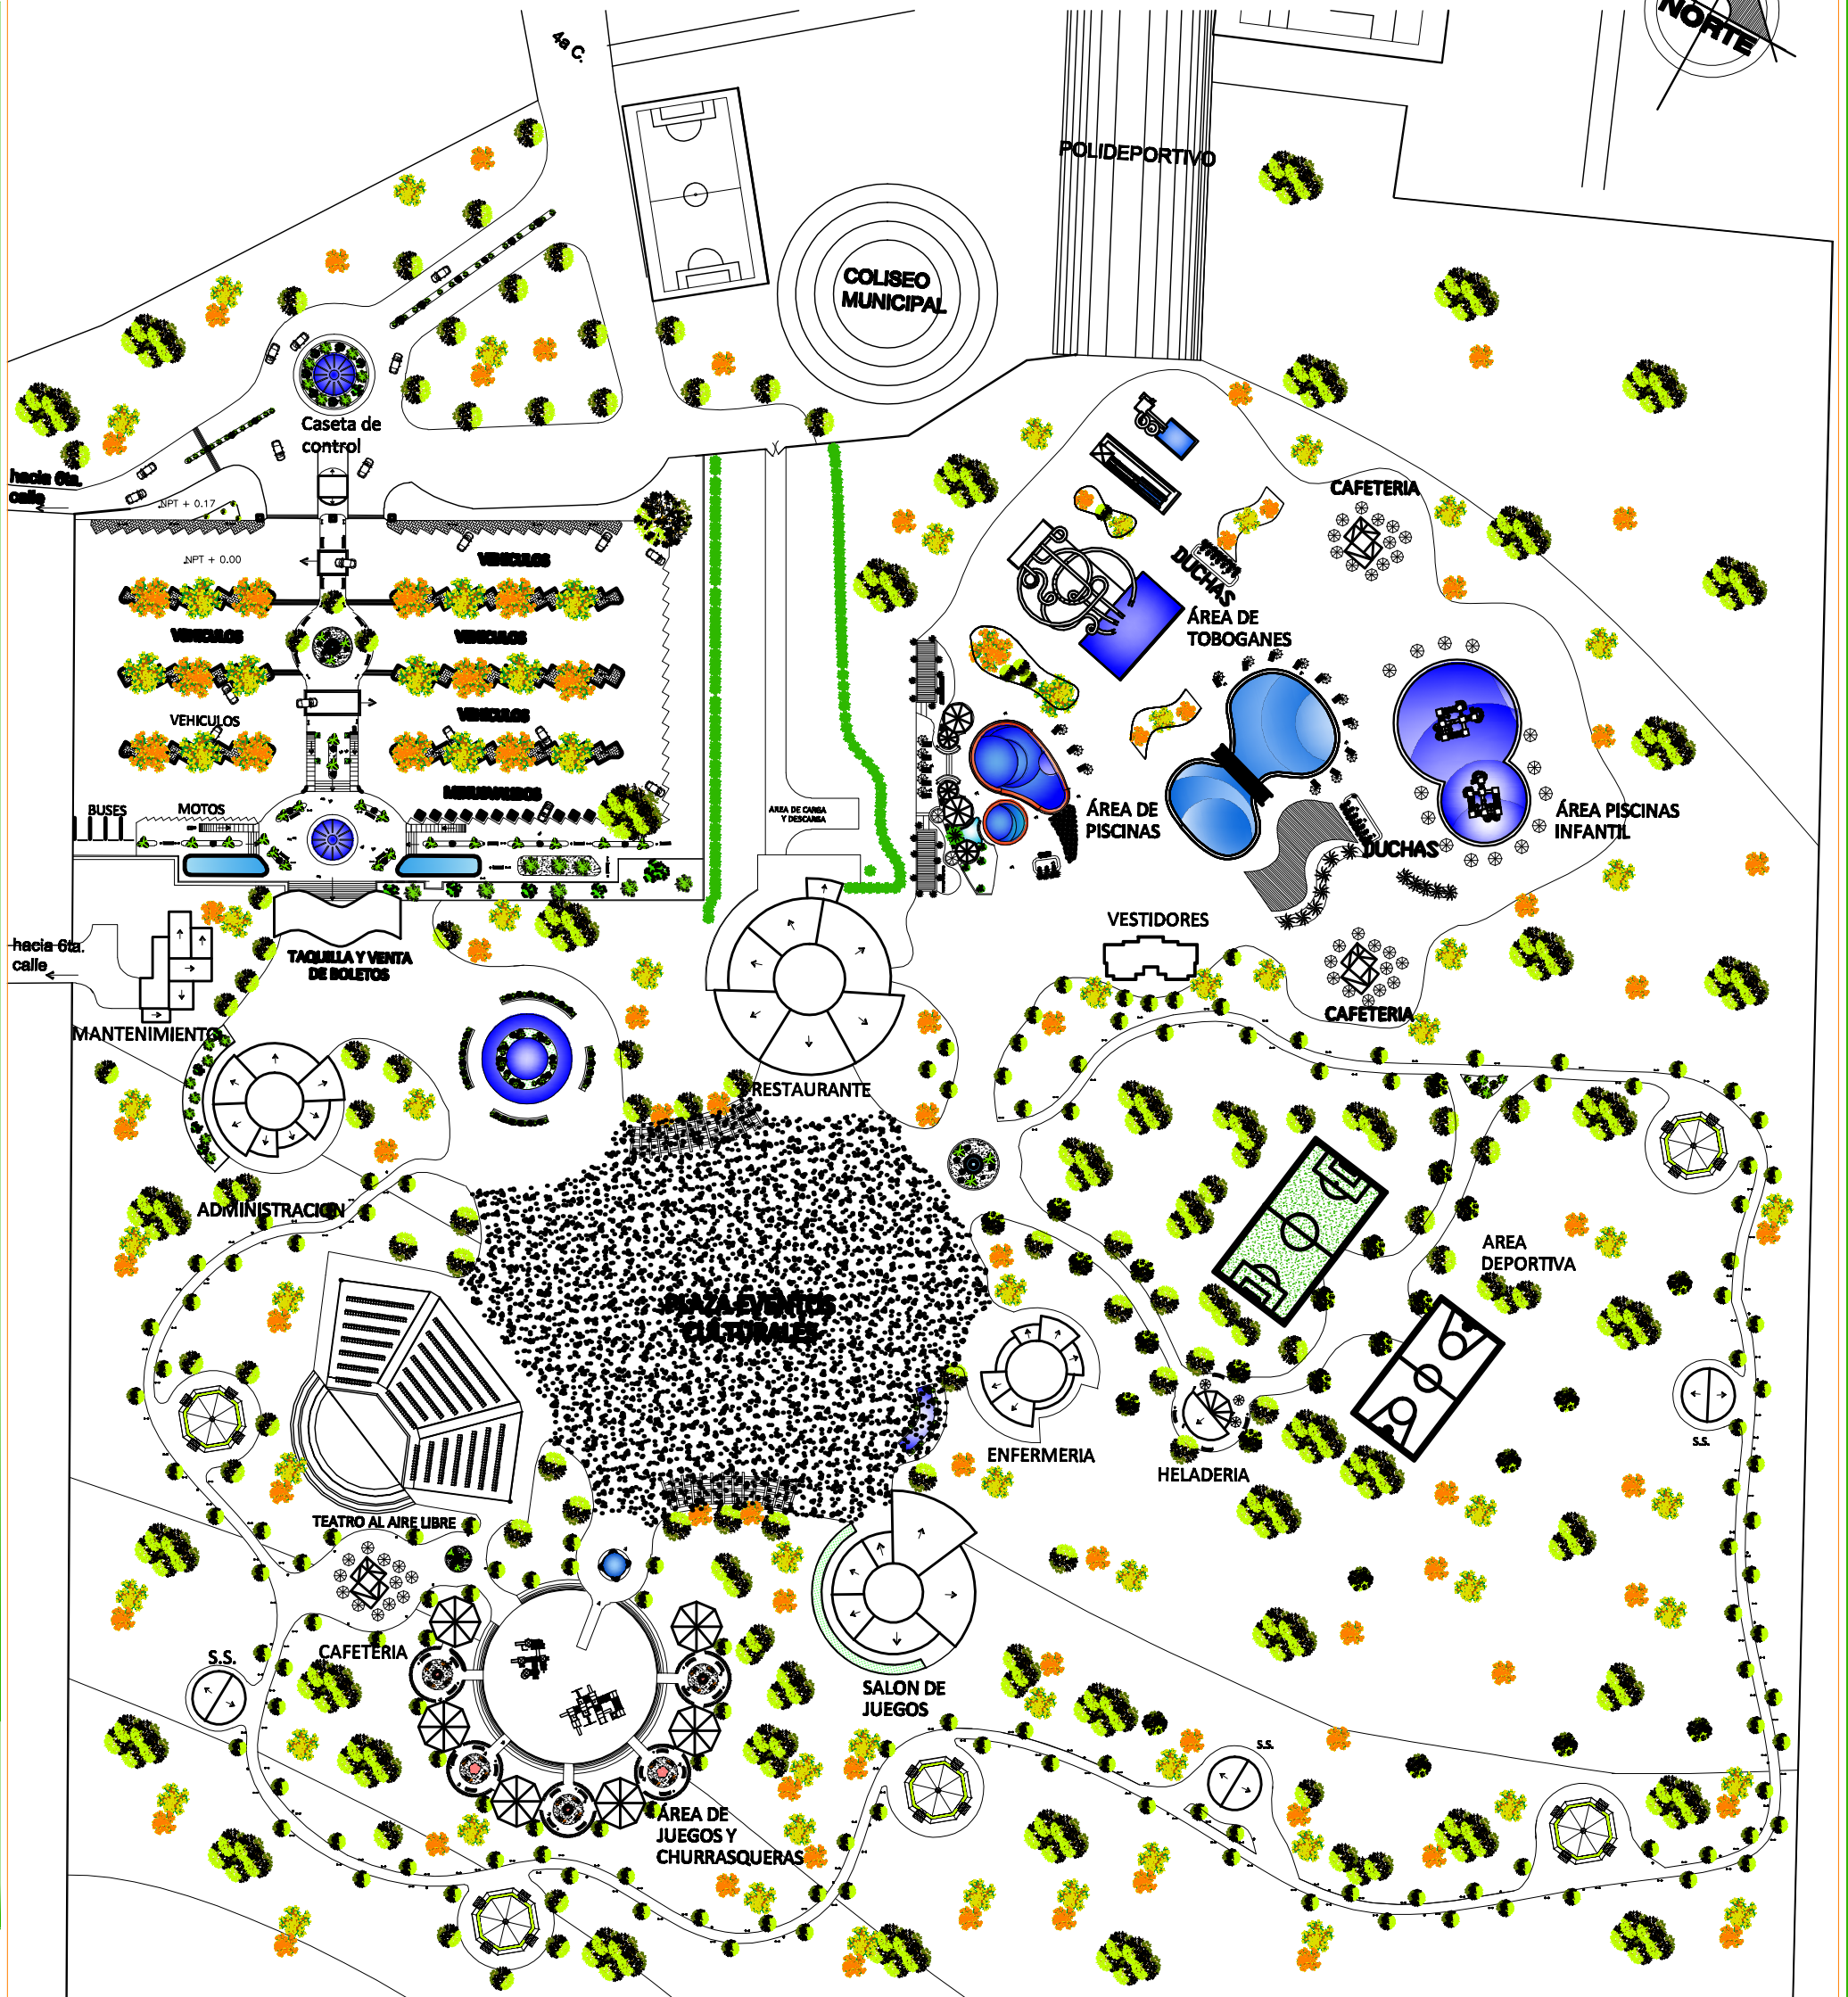 NORTE
4a C.
POLIDEPORTIVO
COLISEO
MUNICIPAL
Caseta de
control
hacia 6ta.
calle
NPT + 0.17
CAFETERIA
NPT + 0.00
VEHICULOS
DUCHAS
ÁREA DE
TOBOGANES
VEHICULOS
VEHICULOS
VEHICULOS
VEHICULOS
BUSES
MOTOS
AREA DE CARGA
Y DESCARGA
ÁREA DE
PISCINAS
ÁREA PISCINAS
INFANTIL
DUCHAS
VESTIDORES
hacia 6ta.
calle
TAQUILLA Y VENTA
DE BOLETOS
CAFETERIA
MANTENIMIENTO
RESTAURANTE
ADMINISTRACION
AREA
DEPORTIVA
PLAZA EVENTOS
CULTURALES
ENFERMERIA
HELADERIA
S.S.
TEATRO AL AIRE LIBRE
CAFETERIA
S.S.
SALON DE
JUEGOS
S.S.
ÁREA DE
JUEGOS Y
CHURRASQUERAS